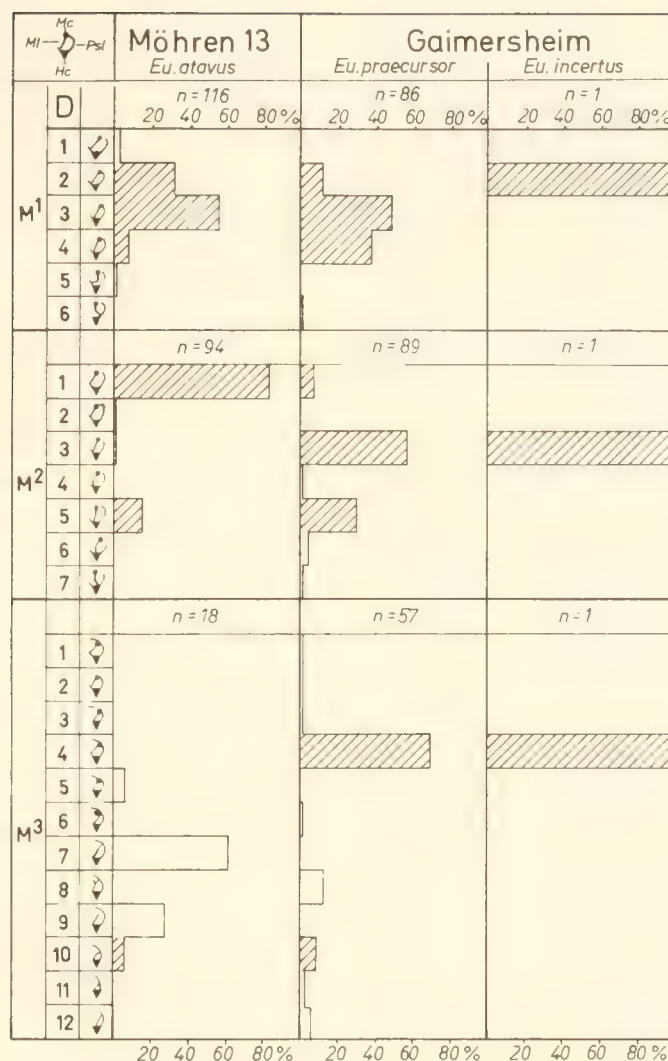 Mc
Ml Psl
Hc
Möhren 13
Eu. atavus
Gaimersheim
Eu. praecursor Eu. incertus
D
n=116
20 40 60 80%
n=86
20 40 60 80%
n=1
20 40 60 80%
M¹
1
2
3
4
5
6
n=94 n=89 n=1
M²
1
2
3
4
5
6
7
n=18 n=57 n=1
M³
1
2
3
4
5
6
7
8
9
10
11
12
20 40 60 80% 20 40 60 80% 20 40 60 80%